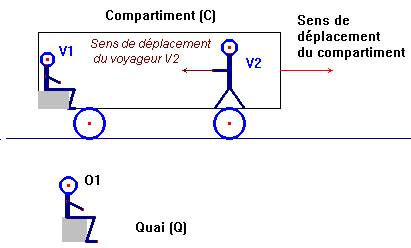 Compartiment (C)
Sens de
déplacement
du compartiment
V1
Sens de déplacement
du voyageur V2
V2
O1
Quai (Q)